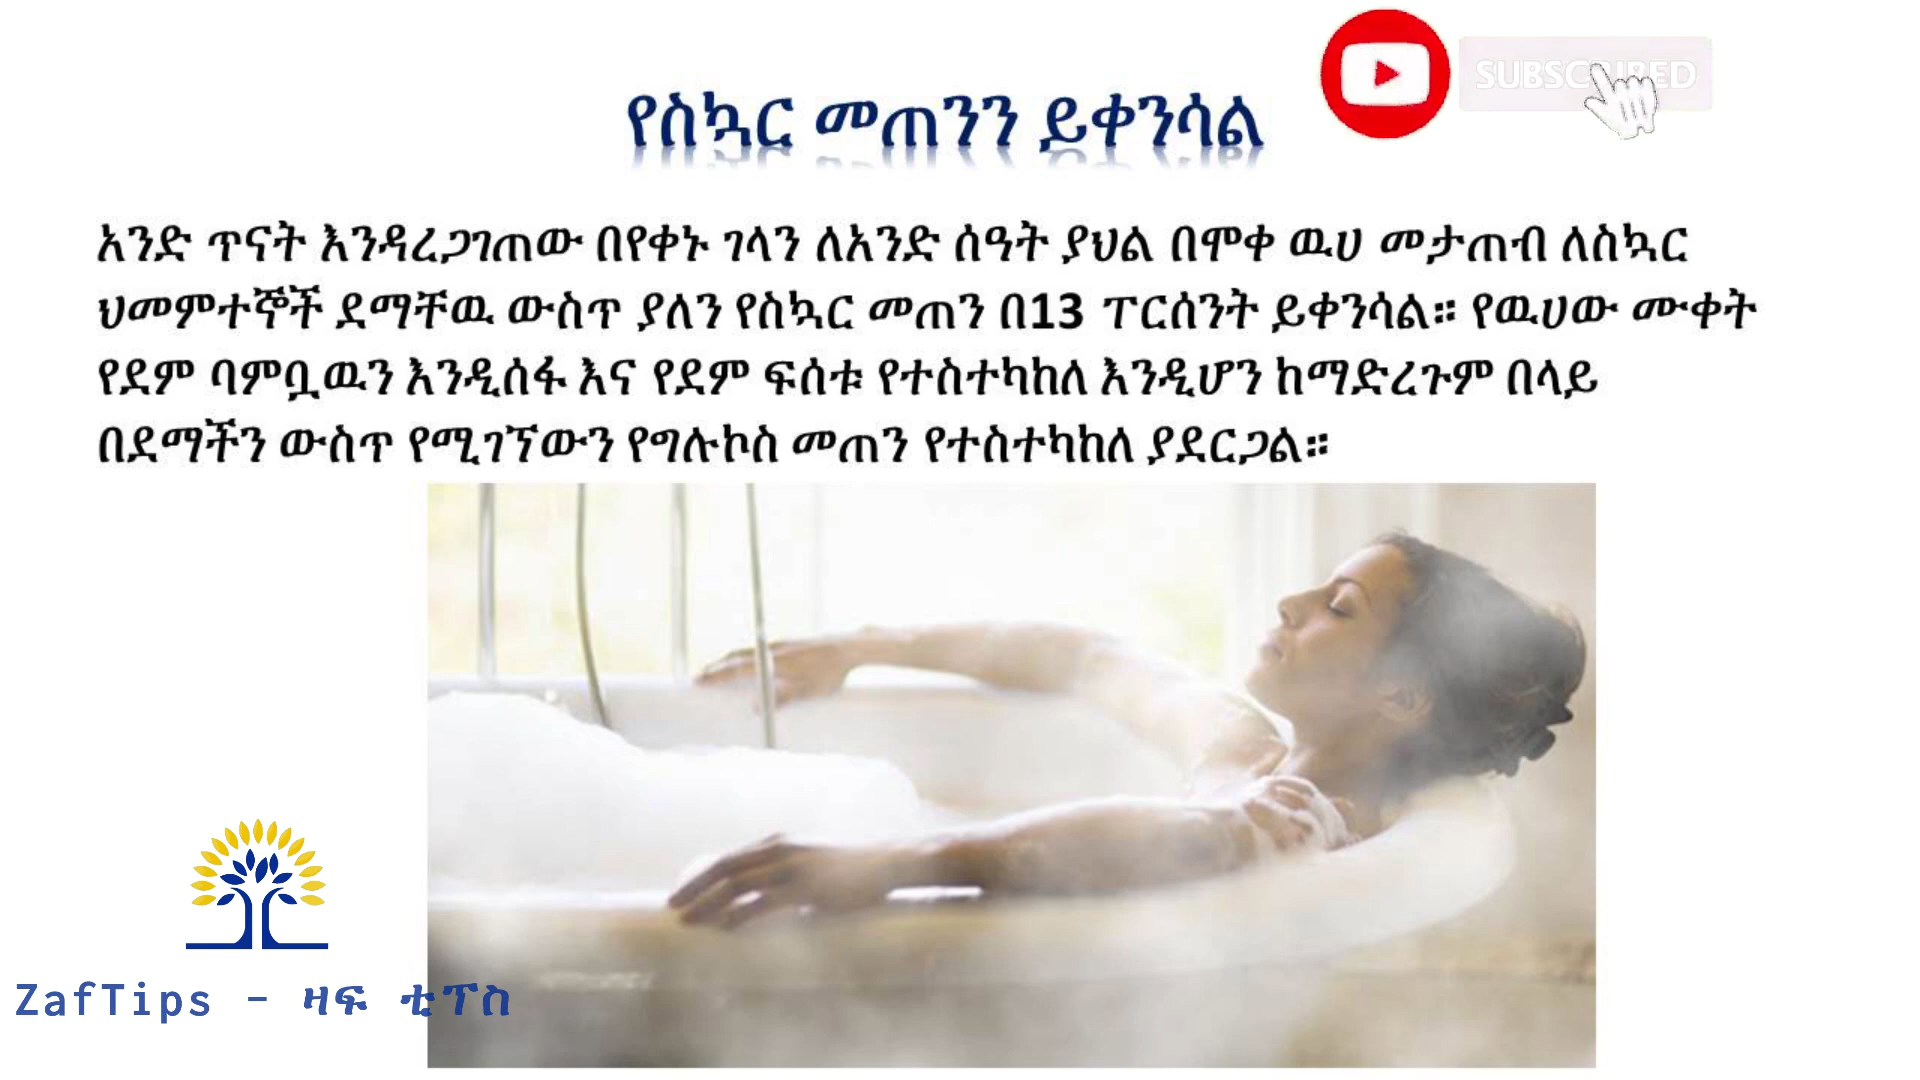 የስኳር መጠንን ይቀንሳል
SUBSCRIBED
አንድ ጥናት እንዳረጋገጠው በየቀኑ ገላን ለአንድ ሰዓት ያህል በሞቀ ዉሀ መታጠብ ለስኳር
ህመምተኞች ደማቸዉ ውስጥ ያለን የስኳር መጠን በ13 ፐርሰንት ይቀንሳል። የዉሀው ሙቀት
የደም ባምቧዉን እንዲሰፋ እና የደም ፍሰቱ የተስተካከለ እንዲሆን ከማድረጉም በላይ
በደማችን ውስጥ የሚገኘውን የግሉኮስ መጠን የተስተካከለ ያደርጋል።
ZafTips - ዛፍ ቲፕስ